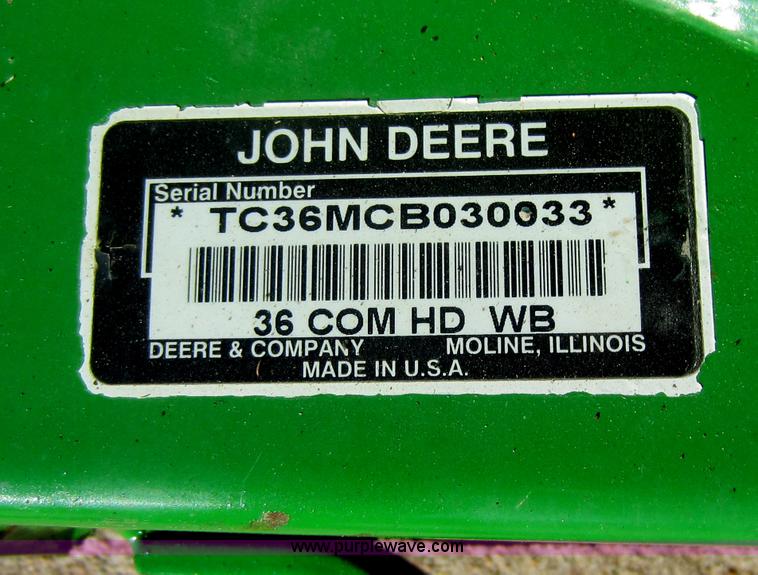 JOHN DEERE
Serial Number
* TC36MCB030033 *
36 COM HD WB
DEERE & COMPANY MOLINE, ILLINOIS
MADE IN U.S.A.
www.purplewave.com